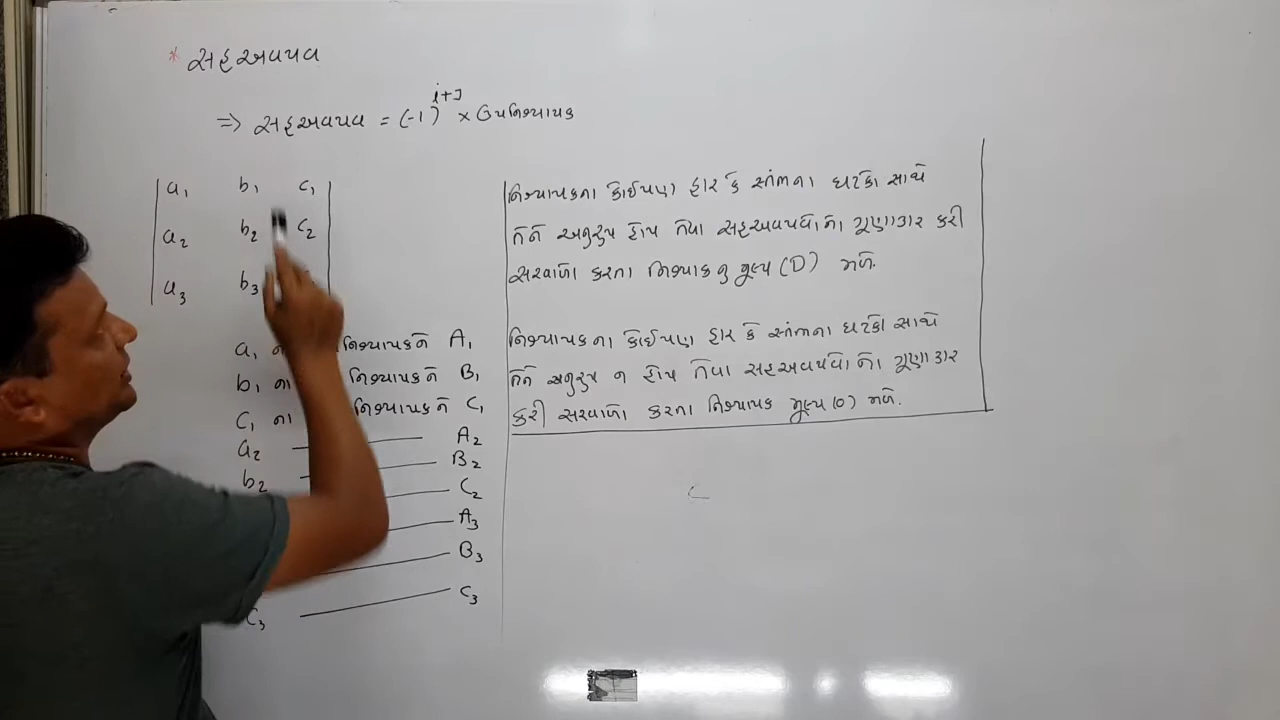 * સહઅવયવ
⇒ સહઅવયવ = (-1)^{i+J} × ઉપનિશ્ચાયક
a₁ b₁ c₁
a₂ b₂ c₂
a₃ b₃
a₁ ના નિશ્ચાયકને A₁
b₁ ના નિશ્ચાયકને B₁
C₁ ના નિશ્ચાયકને C₁
a₂ — A₂
b₂ — B₂
C₂
A₃
B₃
C₃ — C₃
નિશ્ચાયકના કોઈપણ હાર કે સ્તંભના ઘટકો સાથે
તેને અનુરુપ હોય તેવા સહઅવયવોનો ગૂણાકાર કરી
સરવાળો કરતા નિશ્ચાકનુ મૂલ્ય (D) મળે.
નિશ્ચાયકના કોઈપણ હાર કે સ્તંભના ઘટકો સાથે
તેને અનુરુપ ન હોય તેવા સહઅવયવોનો ગૂણાકાર
કરી સરવાળો કરતા નિશ્ચાયક મૂલ્ય (0) મળે.